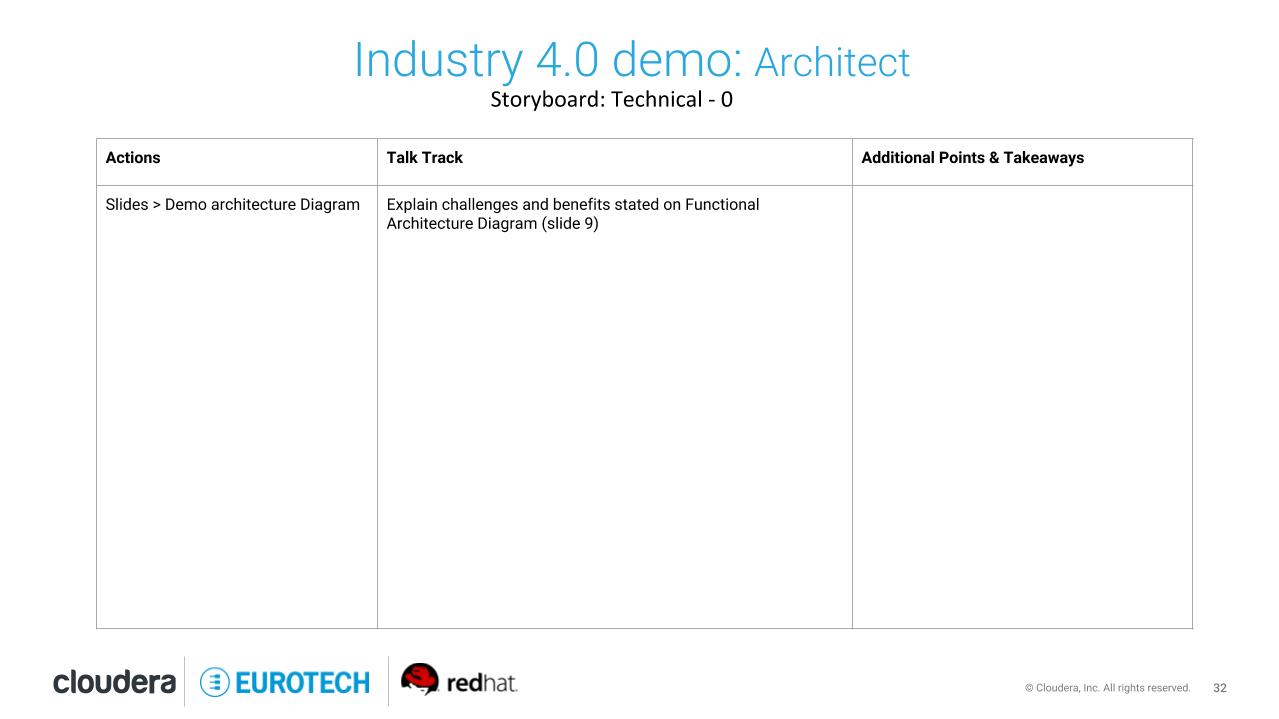 Industry 4.0 demo: Architect
Storyboard: Technical - 0
Actions
Talk Track
Additional Points & Takeaways
Slides > Demo architecture Diagram
Explain challenges and benefits stated on Functional
Architecture Diagram (slide 9)
cloudera
EUROTECH
redhat.
© Cloudera, Inc. All rights reserved.
32